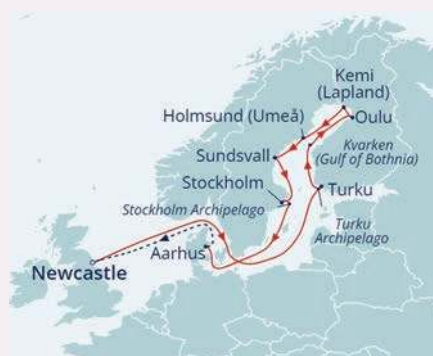 Kemi
(Lapland)
Oulu
Holmsund (Umeå)
Kvarken
(Gulf of Bothnia)
Sundsvall
Stockholm
Turku
Stockholm Archipelago
Turku
Archipelago
Aarhus
Newcastle